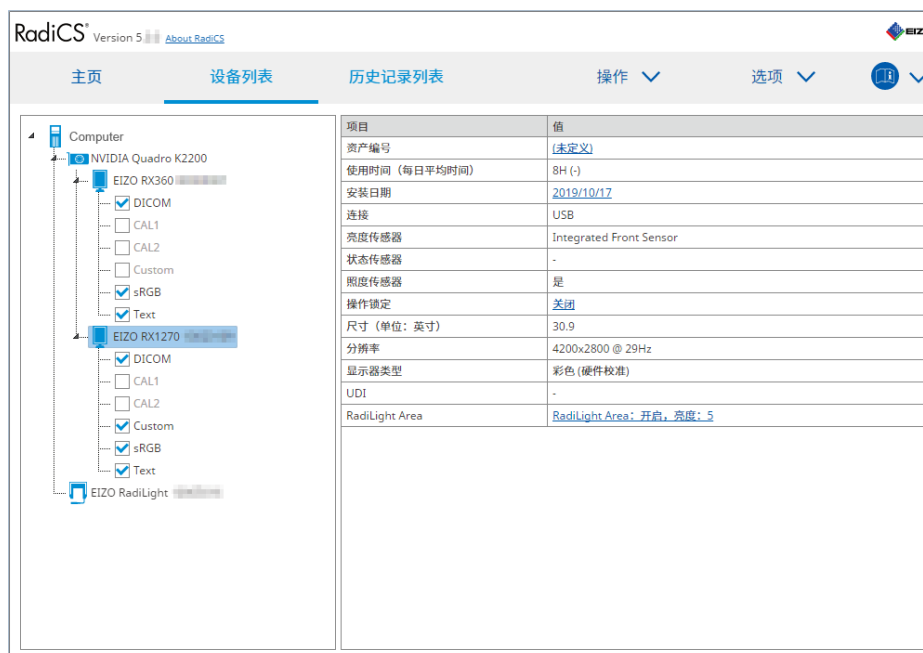 RadiCS® Version 5. About RadiCS
EIZ
主页 设备列表 历史记录列表 操作 选项
Computer
NVIDIA Quadro K2200
EIZO RX360
DICOM
CAL1
CAL2
Custom
sRGB
Text
EIZO RX1270
DICOM
CAL1
CAL2
Custom
sRGB
Text
EIZO RadiLight
项目 值
资产编号 (未定义)
使用时间（每日平均时间） 8H (-)
安装日期 2019/10/17
连接 USB
亮度传感器 Integrated Front Sensor
状态传感器 -
照度传感器 是
操作锁定 关闭
尺寸（单位：英寸） 30.9
分辨率 4200x2800 @ 29Hz
显示器类型 彩色 (硬件校准)
UDI -
RadiLight Area RadiLight Area：开启，亮度：5